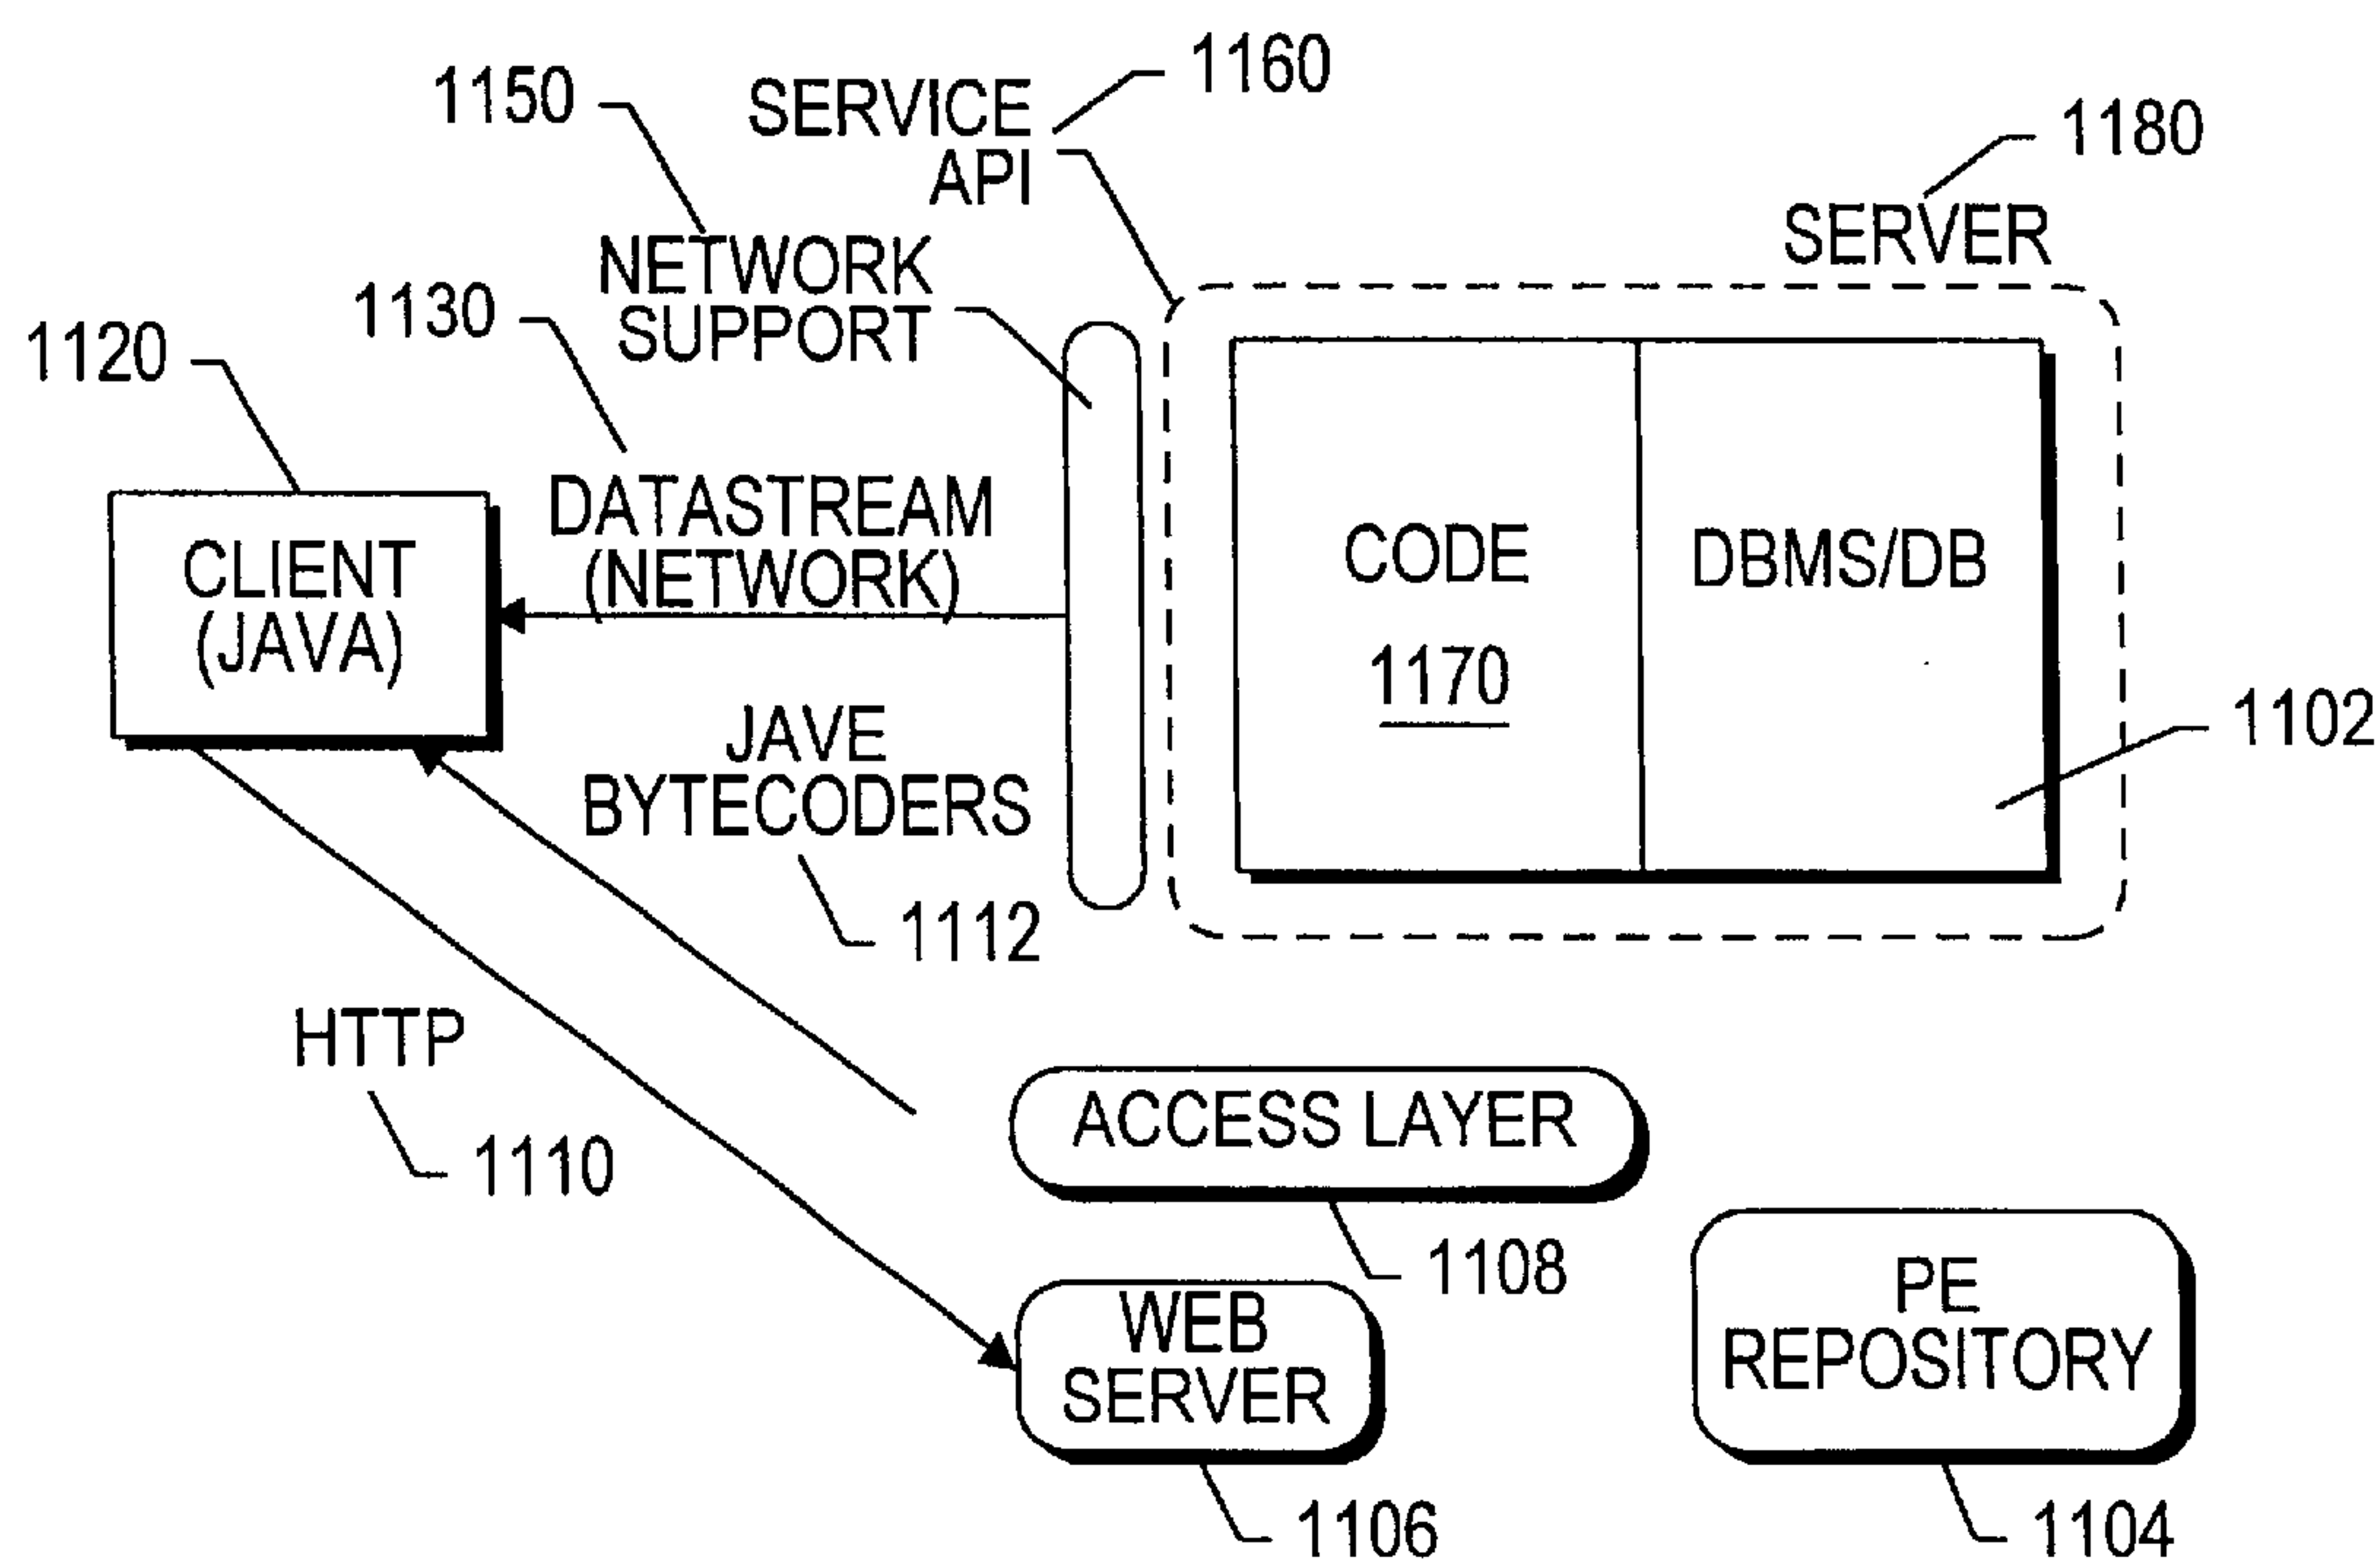 1160
1150
SERVICE
API
1180
SERVER
NETWORK
SUPPORT
1130
1120
DATASTREAM
(NETWORK)
CLIENT
(JAVA)
CODE
1170
DBMS/DB
1102
JAVE
BYTECODERS
1112
HTTP
1110
ACCESS LAYER
1108
WEB
SERVER
1106
PE
REPOSITORY
1104